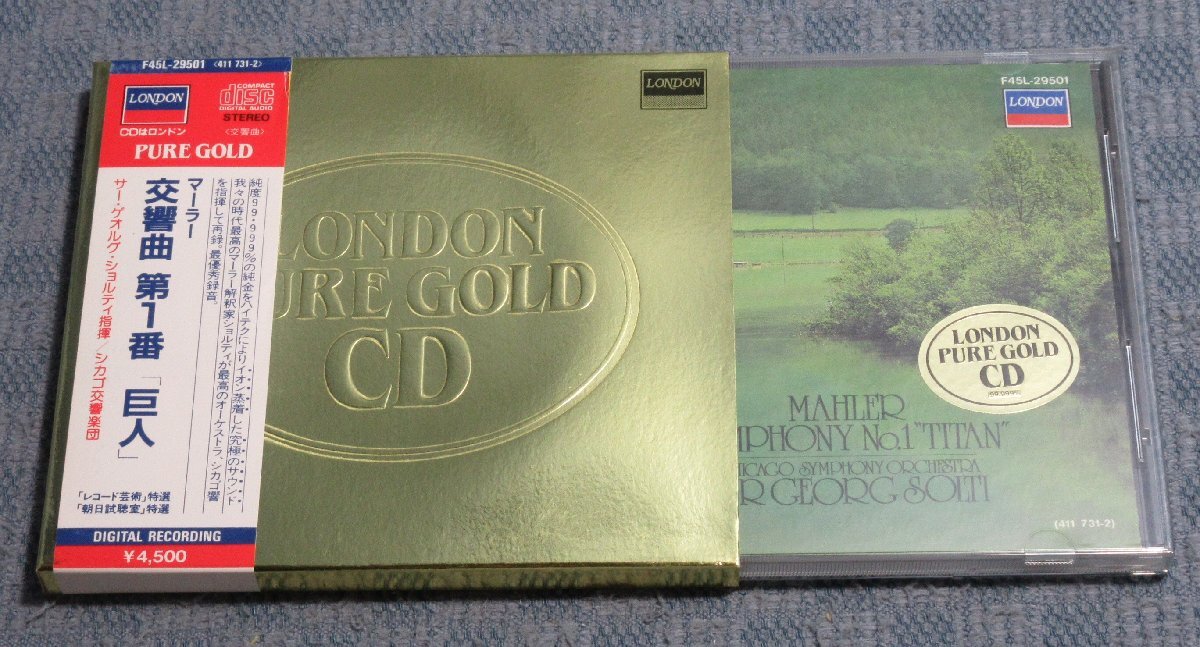 F45L-29501 〈411 731-2〉
LONDON
COMPACT
disc
DIGITAL AUDIO
STEREO
CDはロンドン
〈交響曲〉
PURE GOLD
純度99・999%の純金をハイテクによりイオン蒸着した究極のサウンド
我々の時代最高のマーラー解釈家ショルティが最高のオーケストラ、シカゴ響
を指揮して再録。最優秀録音。
マーラー
交響曲 第1番「巨人」
サー・ゲオルグ・ショルティ指揮/シカゴ交響楽団
「レコード芸術」特選
「朝日試聴室」特選
DIGITAL RECORDING
¥4,500
LONDON
LONDON
PURE GOLD
CD
F45L-29501
LONDON
LONDON
PURE GOLD
CD
MAHLER
MPHONY No.1 "TITAN"
ICAGO SYMPHONY ORCHESTRA
R GEORG SOLTI
(411 731-2)